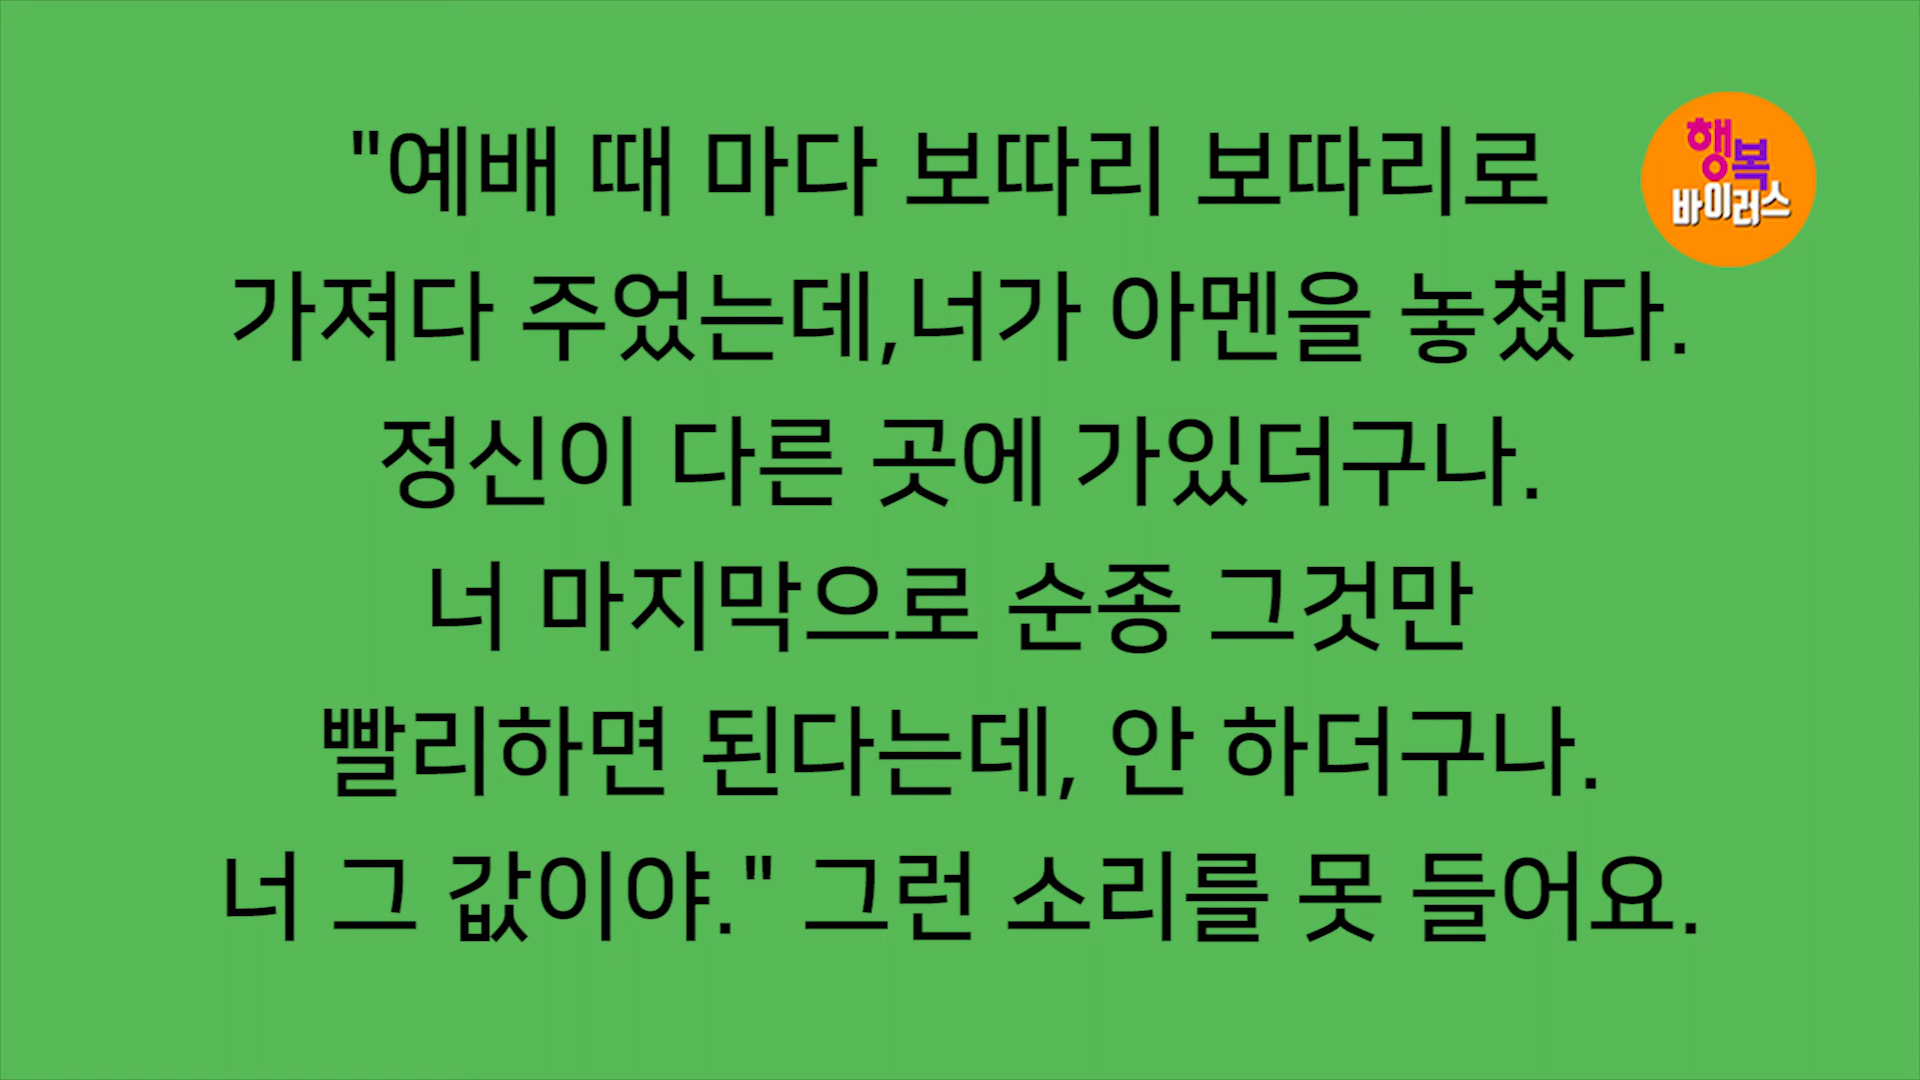 "예배 때 마다 보따리 보따리로
행복
바이러스
가져다 주었는데,너가 아멘을 놓쳤다.
정신이 다른 곳에 가있더구나.
너 마지막으로 순종 그것만
빨리하면 된다는데, 안 하더구나.
너 그 값이야." 그런 소리를 못 들어요.